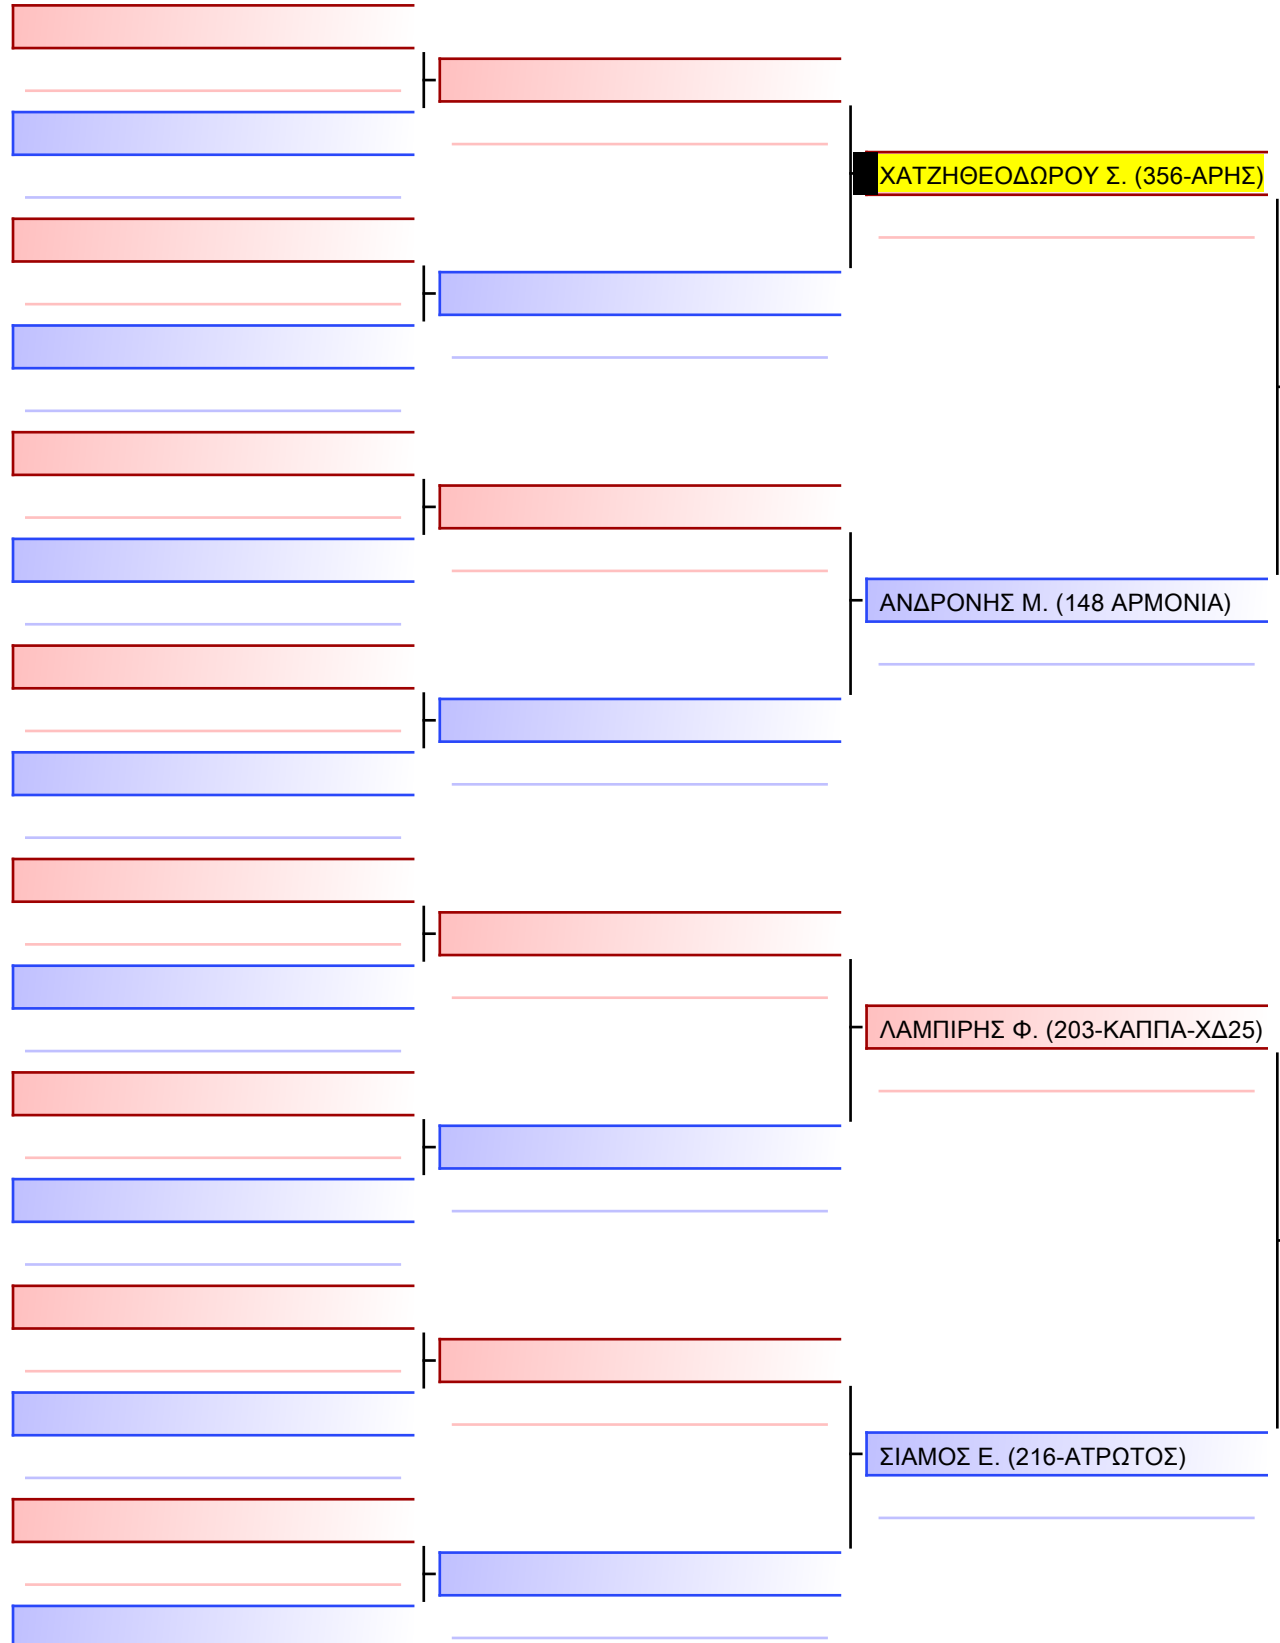 ΧΑΤΖΗΘΕΟΔΩΡΟΥ Σ. (356-ΑΡΗΣ)
ΑΝΔΡΟΝΗΣ Μ. (148 ΑΡΜΟΝΙΑ)
ΛΑΜΠΙΡΗΣ Φ. (203-ΚΑΠΠΑ-ΧΔ25)
ΣΙΑΜΟΣ Ε. (216-ΑΤΡΩΤΟΣ)